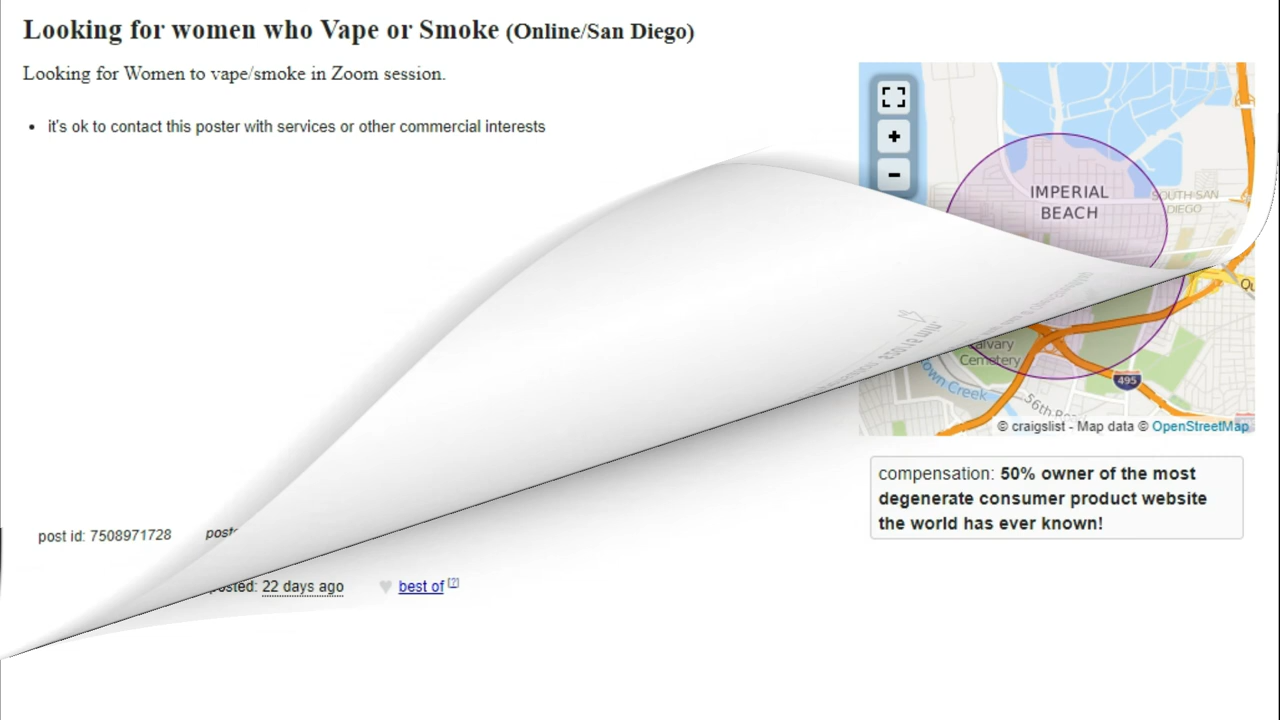 Looking for women who Vape or Smoke (Online/San Diego)
Looking for Women to vape/smoke in Zoom session.
it's ok to contact this poster with services or other commercial interests
+
IMPERIAL
BEACH
SOUTH SAN
DIEGO
-
Cemetery
495
56th
© craigslist - Map data © OpenStreetMap
compensation: 50% owner of the most
degenerate consumer product website
the world has ever known!
post id: 7508971728
22 days ago
best of [?]